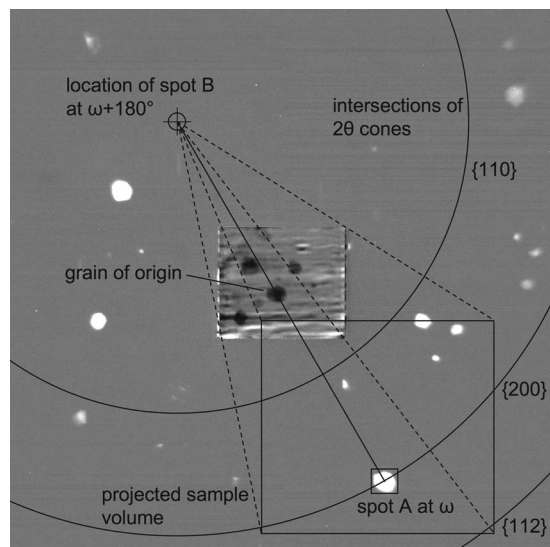 location of spot B
at ω+180°
intersections of
2θ cones
{110}
grain of origin
{200}
projected sample
volume
spot A at ω
{112}